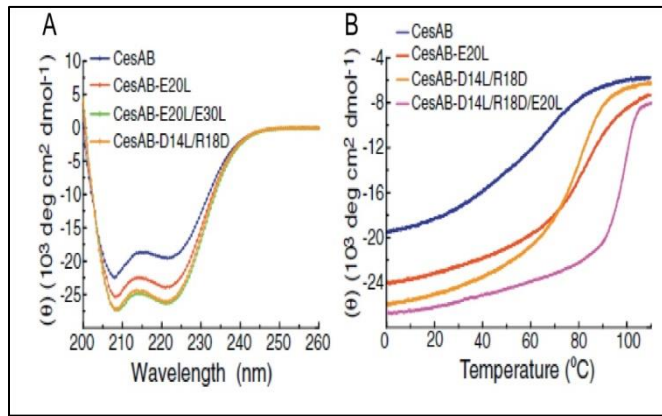 A
CesAB
CesAB-E20L
CesAB-E20L/E30L
CesAB-D14L/R18D
10
5
0
-5
-10
-15
-20
-25
(θ) (10³ deg cm2 dmol-1)
200 210 220 230 240 250 260
Wavelength (nm)
B
CesAB
CesAB-E20L
CesAB-D14L/R18D
CesAB-D14L/R18D/E20L
-4
-8
-12
-16
-20
-24
(θ) (10³ deg cm2 dmol-1)
0 20 40 60 80 100
Temperature (⁰C)